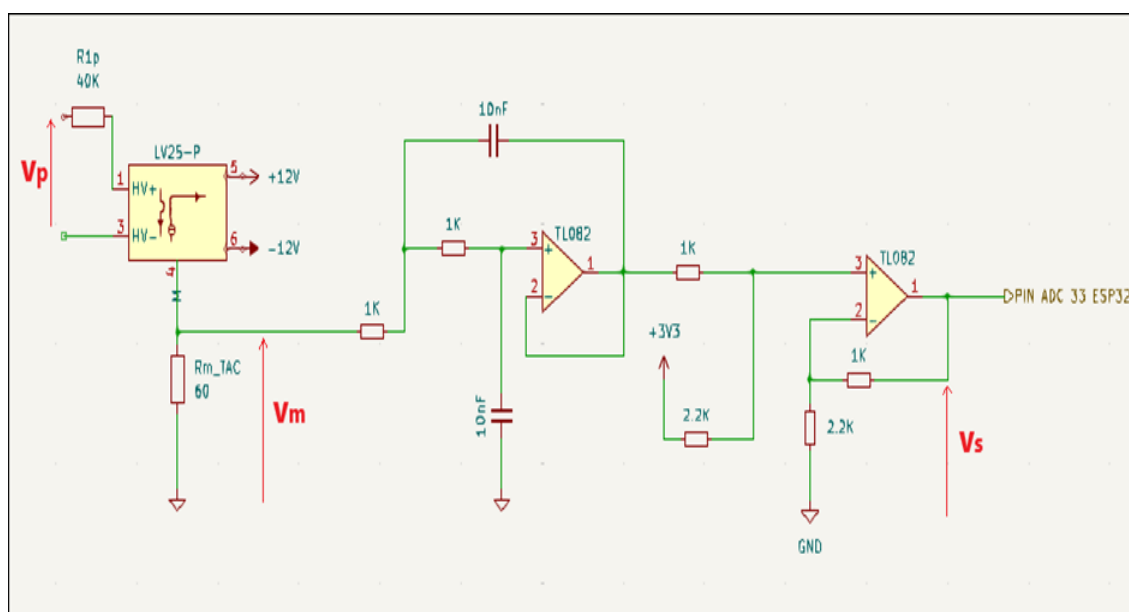 R1p
40K
Vp
LV25-P
1
HV+
3
HV-
5
+12V
6
-12V
4
M
Rm_TAC
60
Vm
1K
10nF
1K
10nF
3
+
2
-
TL082
1
1K
+3V3
2.2K
3
+
2
-
TL082
1
1K
2.2K
GND
Vs
PIN ADC 33 ESP32